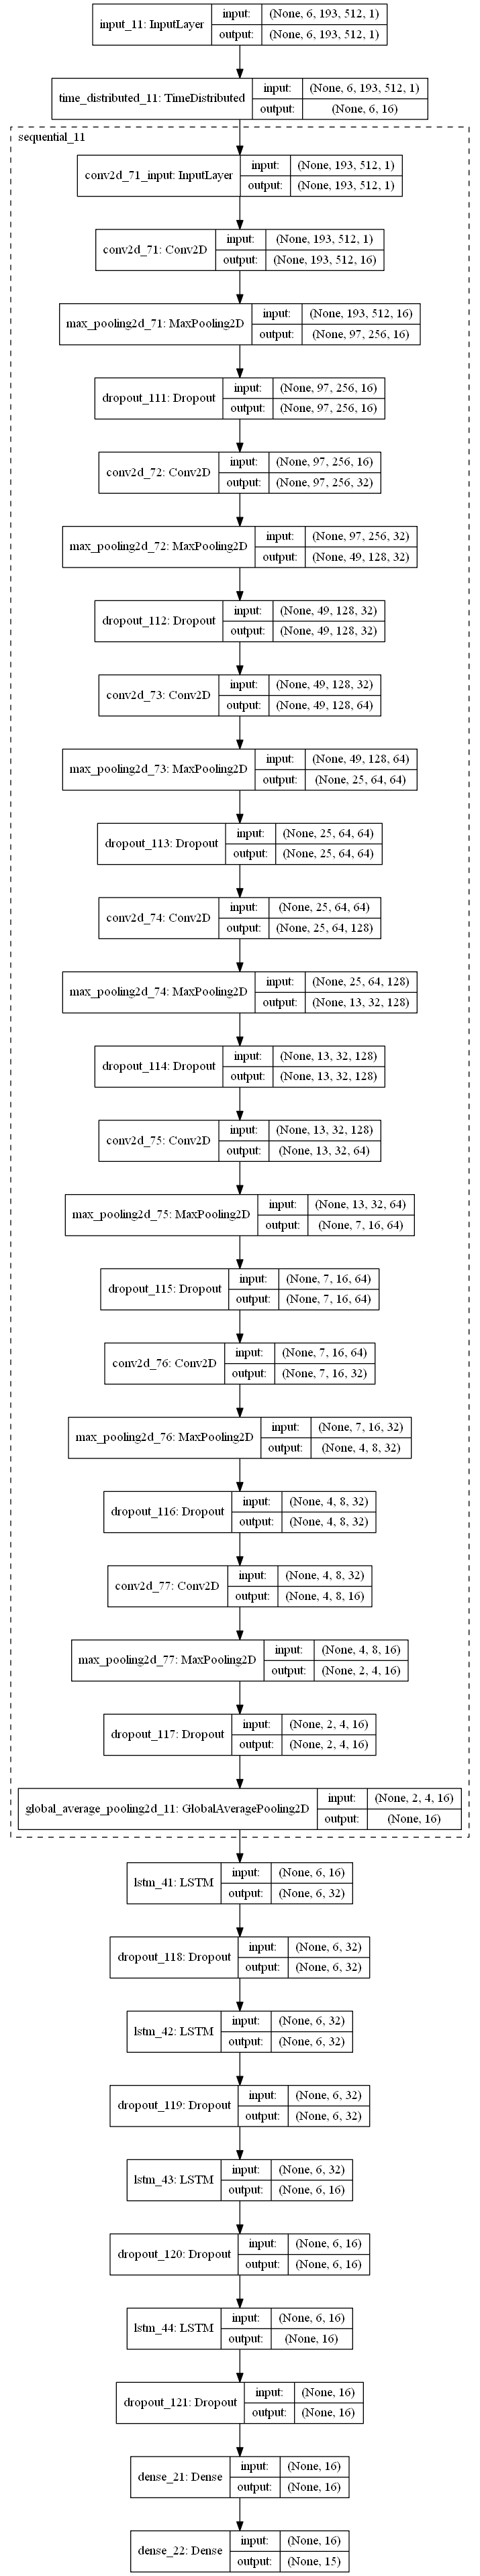 input_11: InputLayer input: (None, 6, 193, 512, 1)
output: (None, 6, 193, 512, 1)
time_distributed_11: TimeDistributed input: (None, 6, 193, 512, 1)
output: (None, 6, 16)
sequential_11
conv2d_71_input: InputLayer input: (None, 193, 512, 1)
output: (None, 193, 512, 1)
conv2d_71: Conv2D input: (None, 193, 512, 1)
output: (None, 193, 512, 16)
max_pooling2d_71: MaxPooling2D input: (None, 193, 512, 16)
output: (None, 97, 256, 16)
dropout_111: Dropout input: (None, 97, 256, 16)
output: (None, 97, 256, 16)
conv2d_72: Conv2D input: (None, 97, 256, 16)
output: (None, 97, 256, 32)
max_pooling2d_72: MaxPooling2D input: (None, 97, 256, 32)
output: (None, 49, 128, 32)
dropout_112: Dropout input: (None, 49, 128, 32)
output: (None, 49, 128, 32)
conv2d_73: Conv2D input: (None, 49, 128, 32)
output: (None, 49, 128, 64)
max_pooling2d_73: MaxPooling2D input: (None, 49, 128, 64)
output: (None, 25, 64, 64)
dropout_113: Dropout input: (None, 25, 64, 64)
output: (None, 25, 64, 64)
conv2d_74: Conv2D input: (None, 25, 64, 64)
output: (None, 25, 64, 128)
max_pooling2d_74: MaxPooling2D input: (None, 25, 64, 128)
output: (None, 13, 32, 128)
dropout_114: Dropout input: (None, 13, 32, 128)
output: (None, 13, 32, 128)
conv2d_75: Conv2D input: (None, 13, 32, 128)
output: (None, 13, 32, 64)
max_pooling2d_75: MaxPooling2D input: (None, 13, 32, 64)
output: (None, 7, 16, 64)
dropout_115: Dropout input: (None, 7, 16, 64)
output: (None, 7, 16, 64)
conv2d_76: Conv2D input: (None, 7, 16, 64)
output: (None, 7, 16, 32)
max_pooling2d_76: MaxPooling2D input: (None, 7, 16, 32)
output: (None, 4, 8, 32)
dropout_116: Dropout input: (None, 4, 8, 32)
output: (None, 4, 8, 32)
conv2d_77: Conv2D input: (None, 4, 8, 32)
output: (None, 4, 8, 16)
max_pooling2d_77: MaxPooling2D input: (None, 4, 8, 16)
output: (None, 2, 4, 16)
dropout_117: Dropout input: (None, 2, 4, 16)
output: (None, 2, 4, 16)
global_average_pooling2d_11: GlobalAveragePooling2D input: (None, 2, 4, 16)
output: (None, 16)
lstm_41: LSTM input: (None, 6, 16)
output: (None, 6, 32)
dropout_118: Dropout input: (None, 6, 32)
output: (None, 6, 32)
lstm_42: LSTM input: (None, 6, 32)
output: (None, 6, 32)
dropout_119: Dropout input: (None, 6, 32)
output: (None, 6, 32)
lstm_43: LSTM input: (None, 6, 32)
output: (None, 6, 16)
dropout_120: Dropout input: (None, 6, 16)
output: (None, 6, 16)
lstm_44: LSTM input: (None, 6, 16)
output: (None, 16)
dropout_121: Dropout input: (None, 16)
output: (None, 16)
dense_21: Dense input: (None, 16)
output: (None, 16)
dense_22: Dense input: (None, 16)
output: (None, 15)